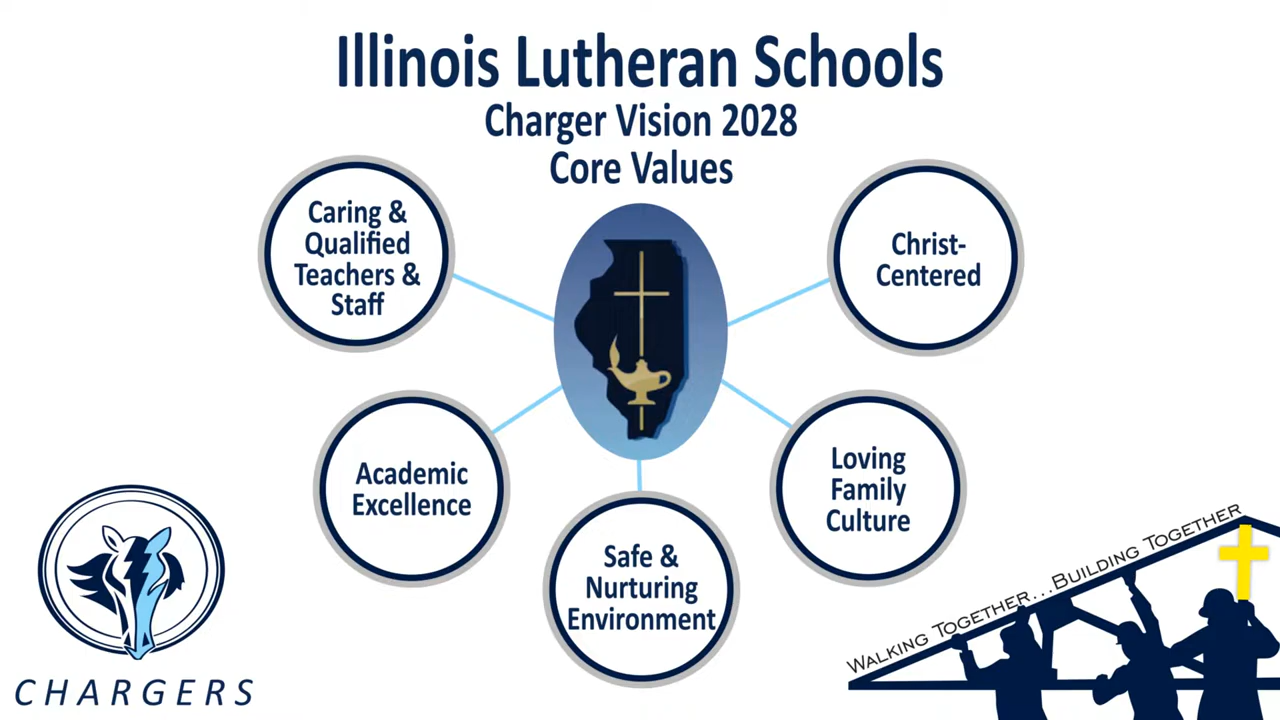 Illinois Lutheran Schools
Charger Vision 2028
Core Values
Caring &
Qualified
Teachers &
Staff
Christ-
Centered
Academic
Excellence
Loving
Family
Culture
Safe &
Nurturing
Environment
CHARGERS
Walking Together...Building Together